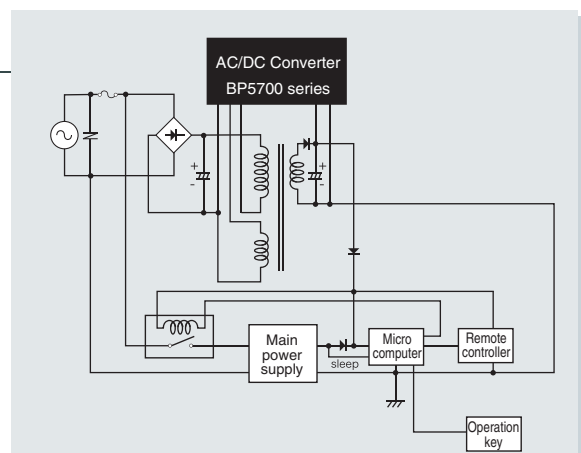 AC/DC Converter
BP5700 series
+
-
+
-
Main
power
supply
sleep
Micro
computer
Remote
controller
Operation
key